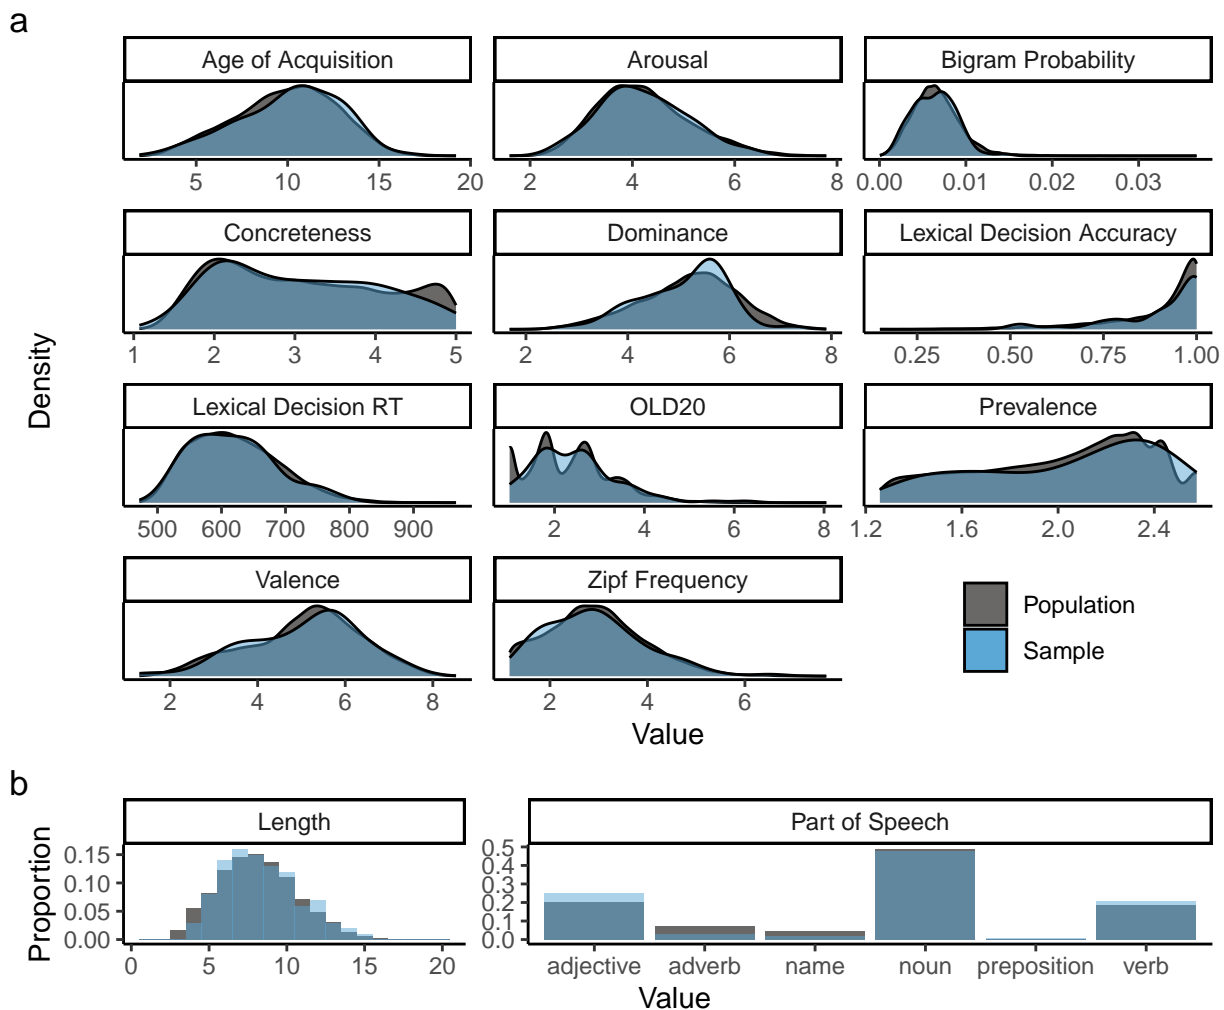 a
Age of Acquisition
Arousal
Bigram Probability
5 10 15 20
2 4 6 8
0.00 0.01 0.02 0.03
Concreteness
Dominance
Lexical Decision Accuracy
1 2 3 4 5
2 4 6 8
0.25 0.50 0.75 1.00
Density
Lexical Decision RT
OLD20
Prevalence
500 600 700 800 900
2 4 6 8
1.2 1.6 2.0 2.4
Valence
Zipf Frequency
2 4 6 8
2 4 6
Population
Sample
Value
b
Length
Part of Speech
Proportion
0.15
0.10
0.05
0.00
0 5 10 15 20
0.5
0.4
0.3
0.2
0.1
0.0
adjective adverb name noun preposition verb
Value